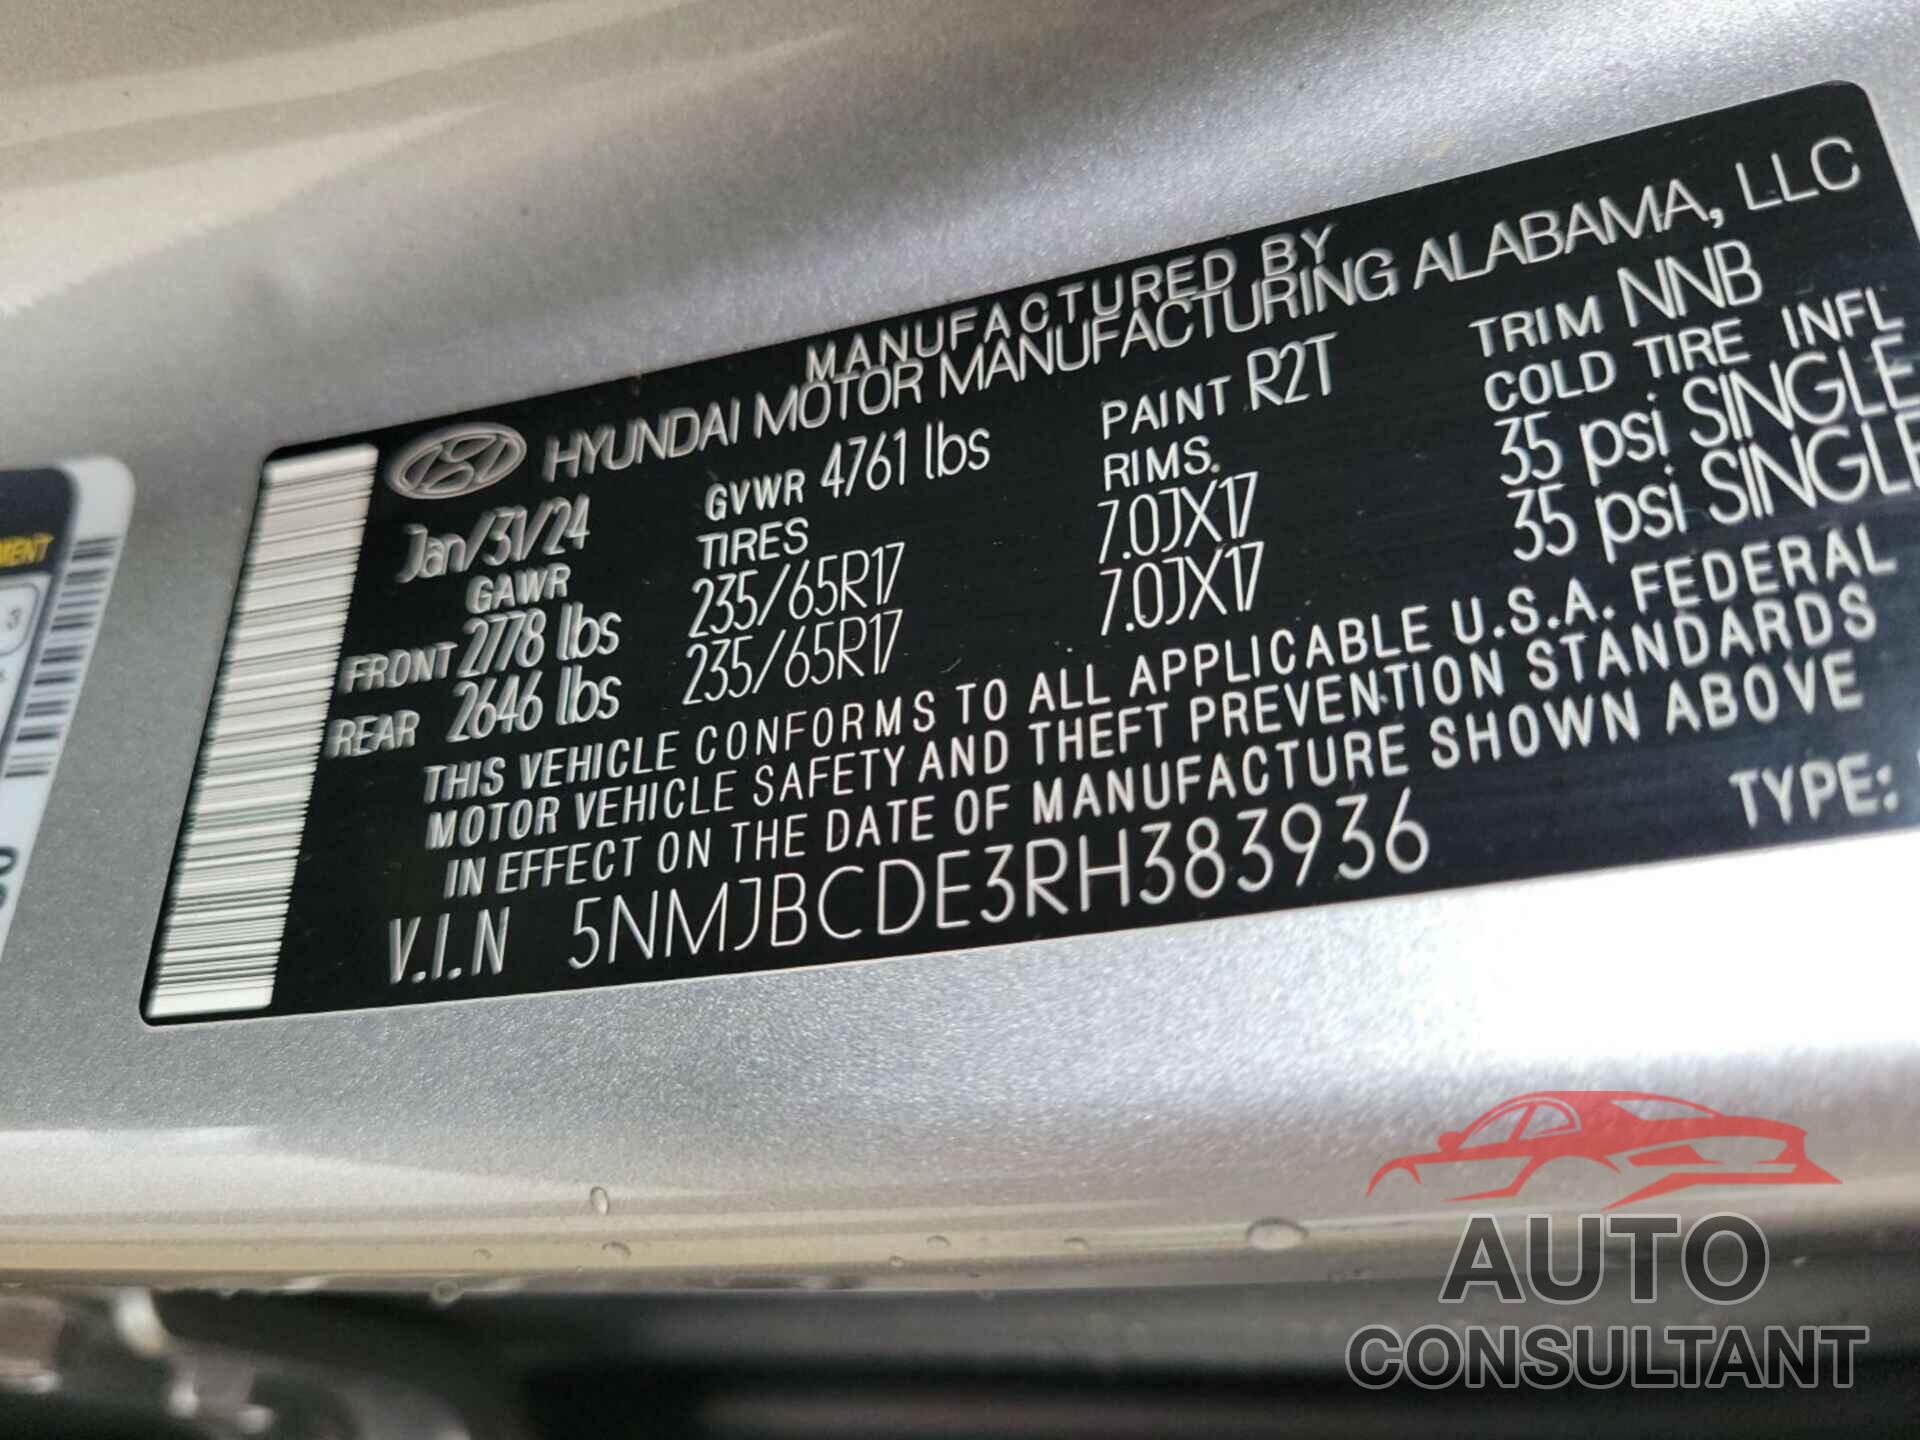 MANUFACTURED BY
HYUNDAI MOTOR MANUFACTURING ALABAMA, LLC
Jan/31/24 GVWR 4761 lbs PAINT R2T TRIM NNB
GAWR TIRES RIMS. COLD TIRE INFL
FRONT 2778 lbs 235/65R17 7.0JX17 35 psi SINGLE
REAR 2646 lbs 235/65R17 7.0JX17 35 psi SINGLE
THIS VEHICLE CONFORMS TO ALL APPLICABLE U.S.A. FEDERAL
MOTOR VEHICLE SAFETY AND THEFT PREVENTION STANDARDS
IN EFFECT ON THE DATE OF MANUFACTURE SHOWN ABOVE
V.I.N 5NMJBCDE3RH383936 TYPE:
AUTO
CONSULTANT